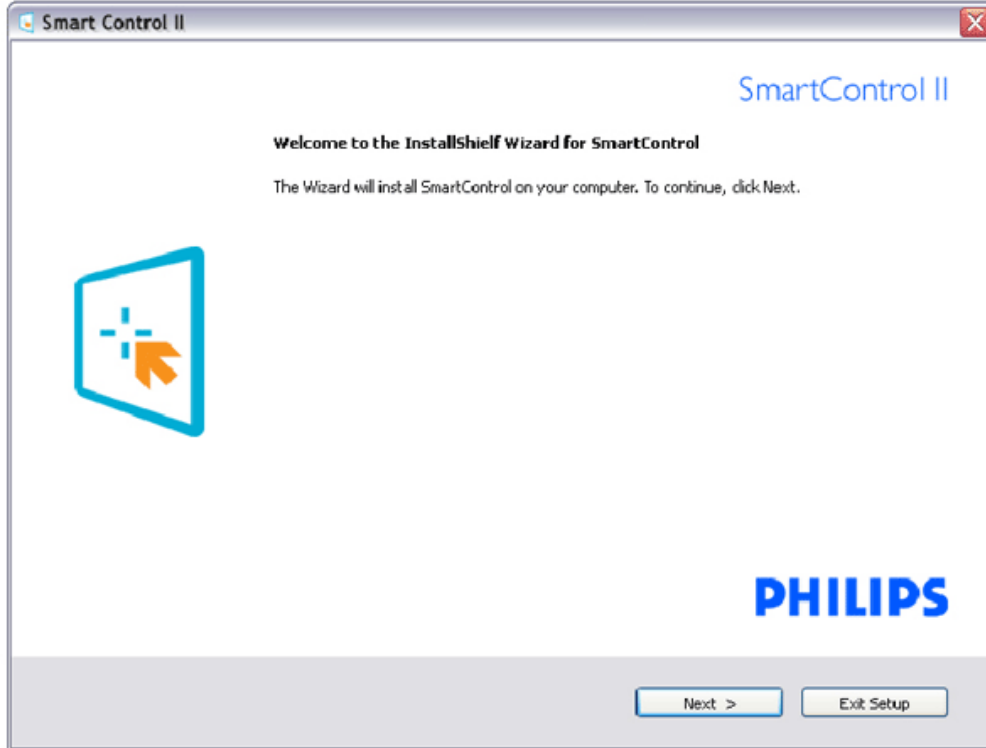 Smart Control II
SmartControl II
Welcome to the InstallShielf Wizard for SmartControl
The Wizard will install SmartControl on your computer. To continue, click Next.
PHILIPS
Next >
Exit Setup